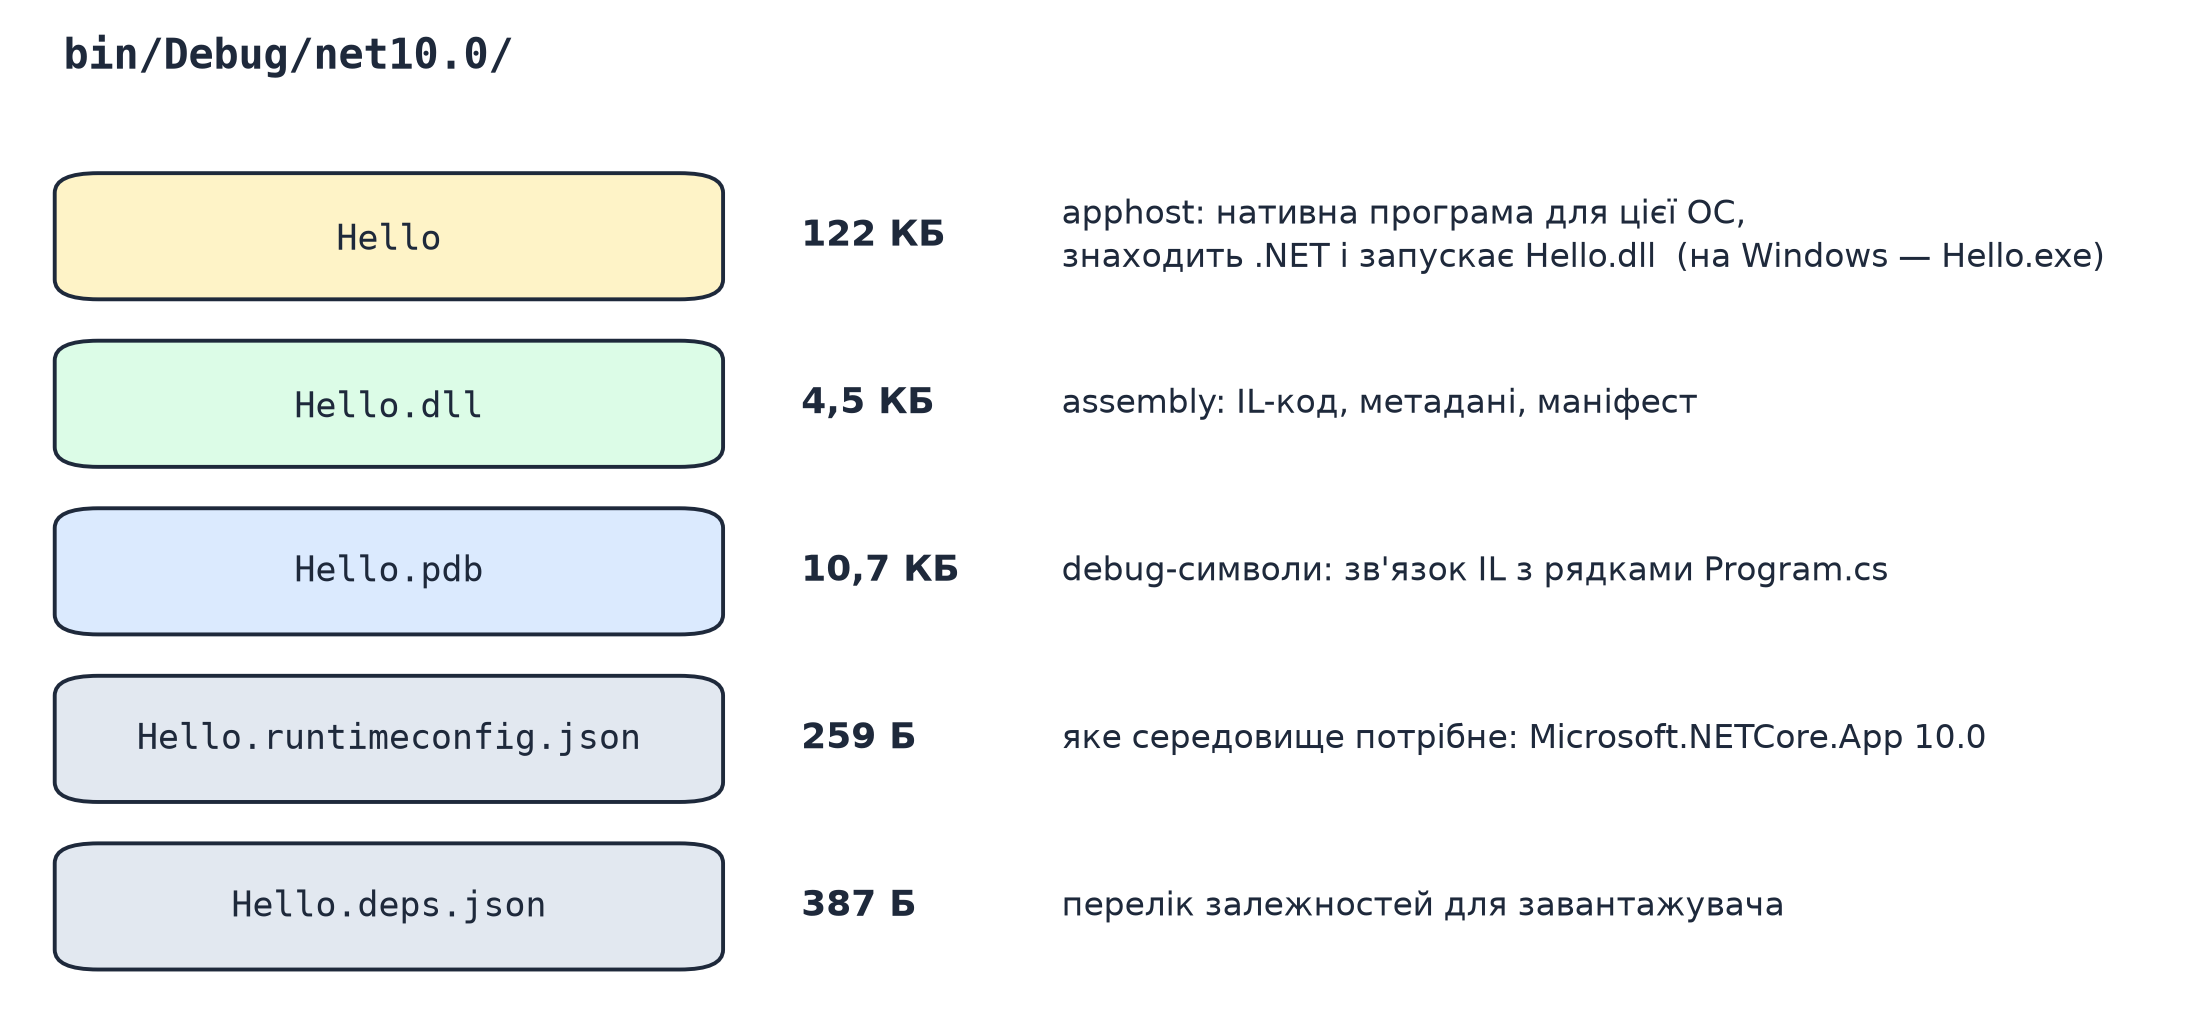 bin/Debug/net10.0/
Hello
122 КБ
apphost: нативна програма для цієї ОС,
знаходить .NET і запускає Hello.dll  (на Windows — Hello.exe)
Hello.dll
4,5 КБ
assembly: IL-код, метадані, маніфест
Hello.pdb
10,7 КБ
debug-символи: зв'язок IL з рядками Program.cs
Hello.runtimeconfig.json
259 Б
яке середовище потрібне: Microsoft.NETCore.App 10.0
Hello.deps.json
387 Б
перелік залежностей для завантажувача